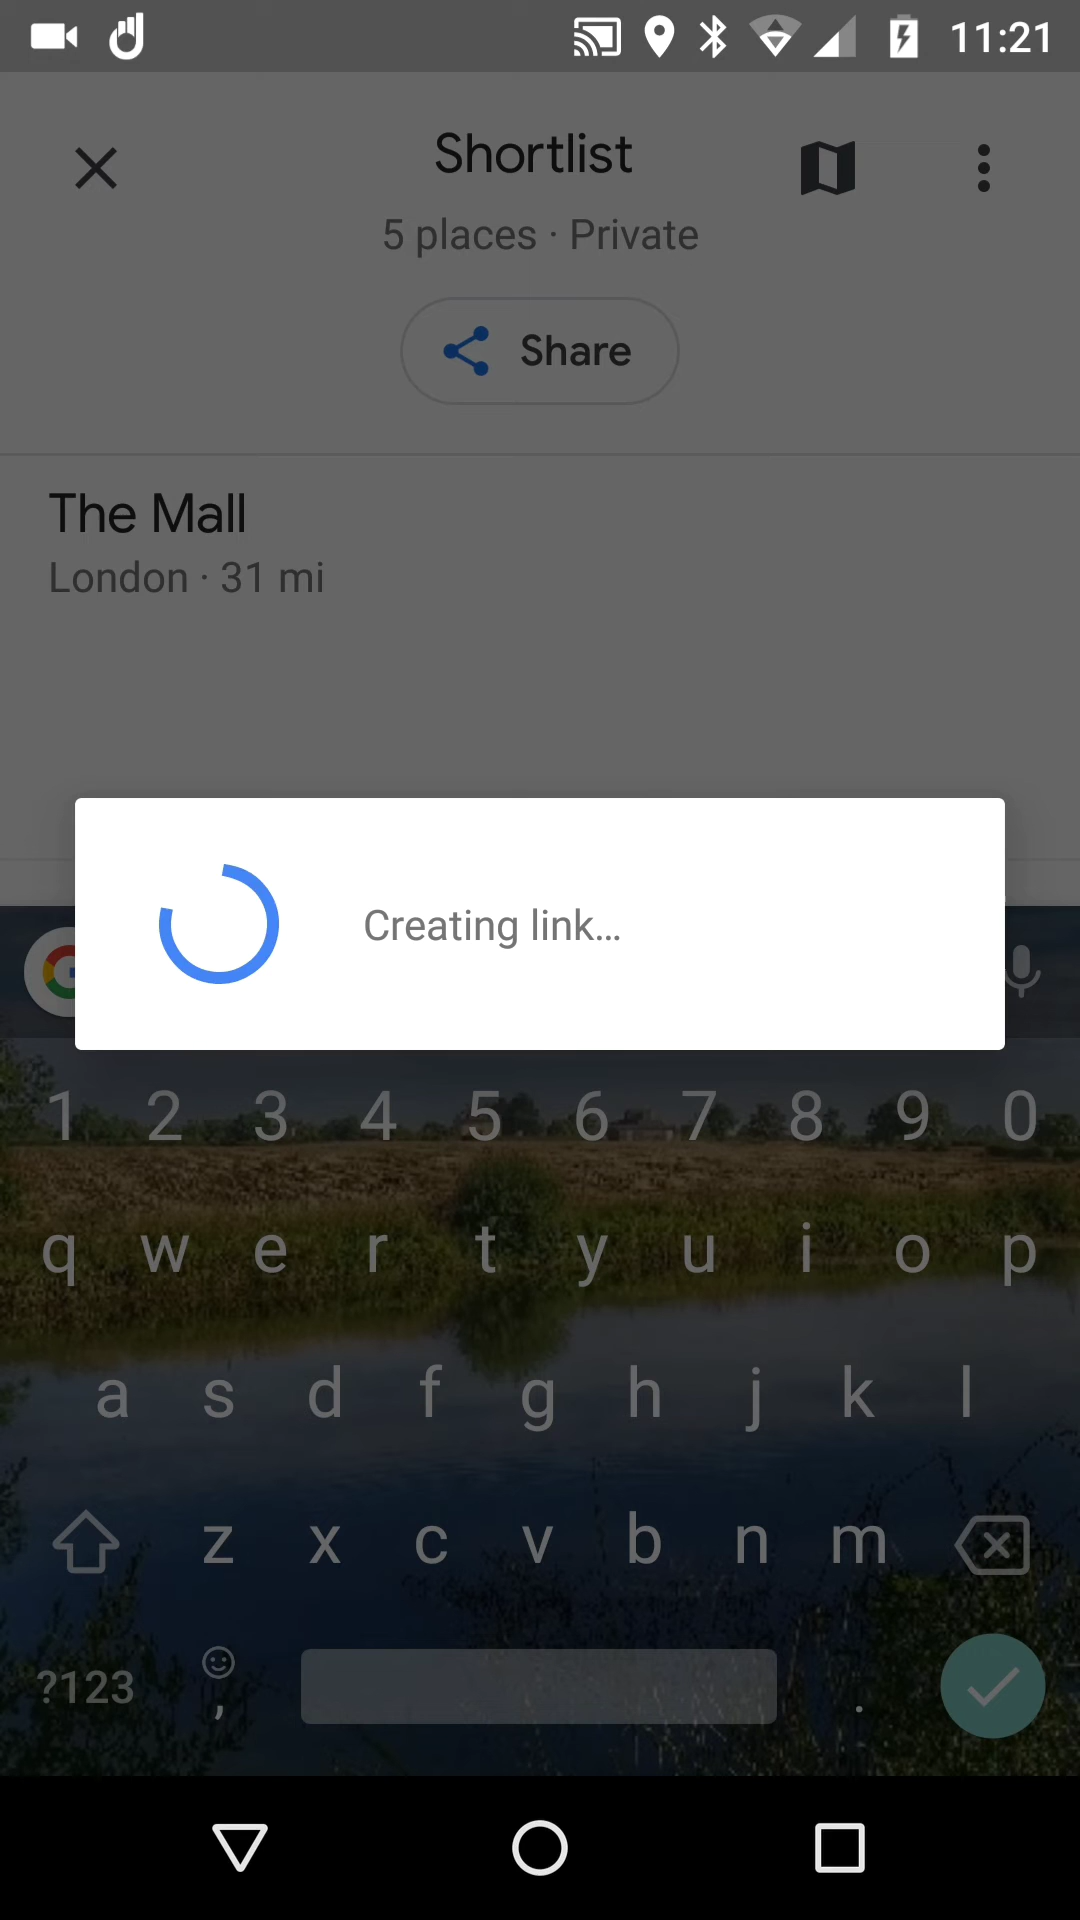 11:21
Shortlist
5 places · Private
Share
The Mall
London · 31 mi
Creating link...
1 2 3 4 5 6 7 8 9 0
q w e r t y u i o p
a s d f g h j k l
z x c v b n m
?123 , .